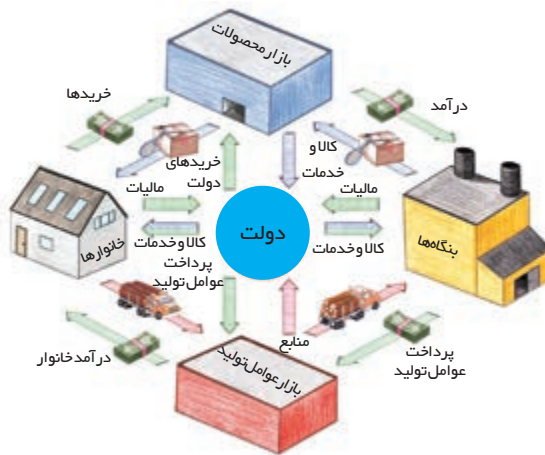 بازار محصولات
خریدها
درآمد
خریدهای
دولت
کالا و
خدمات
مالیات
مالیات
خانوارها
دولت
بنگاه‌ها
کالا و خدمات
کالا و خدمات
پرداخت
عوامل تولید
منابع
درآمد خانوار
پرداخت
عوامل تولید
بازار عوامل تولید